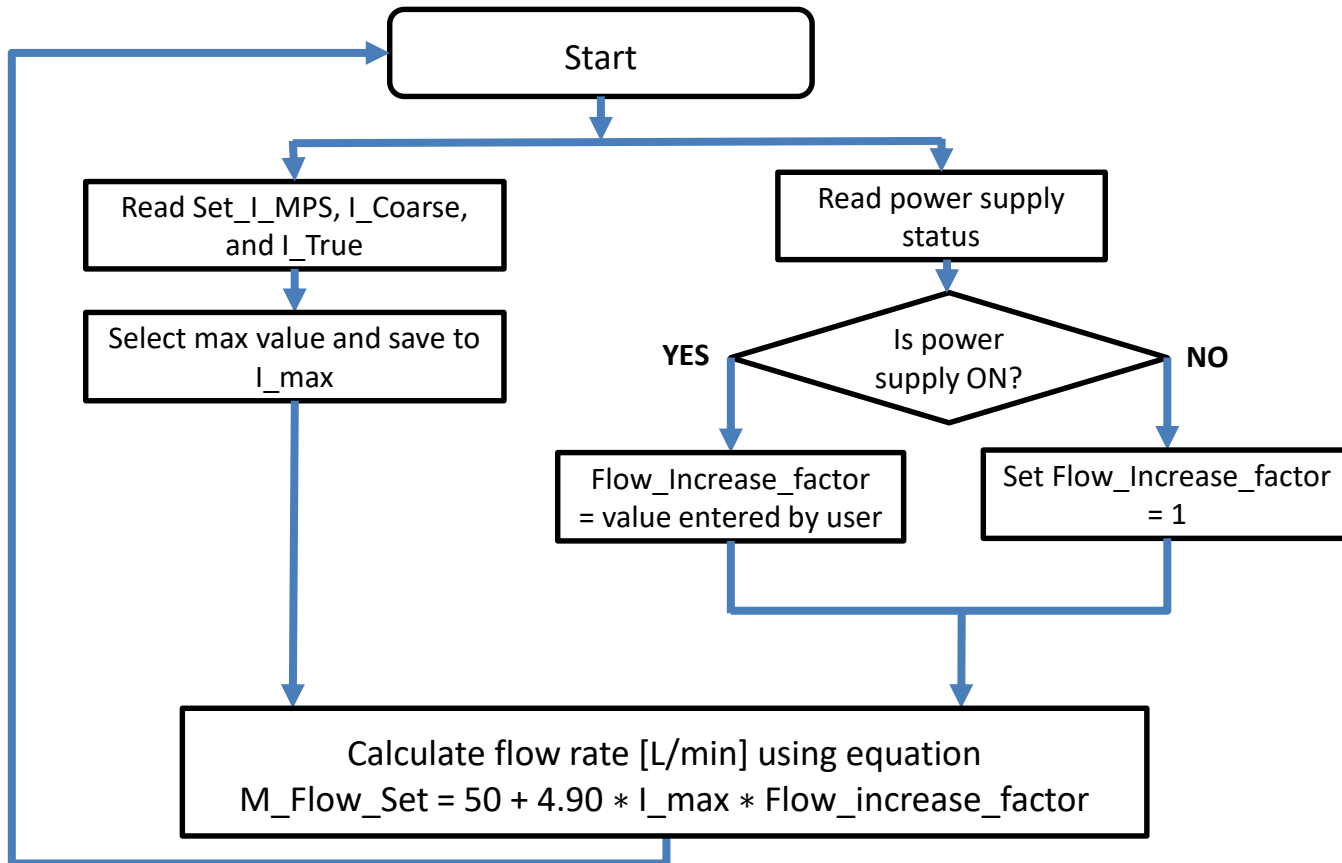 Start
Read Set_I_MPS, I_Coarse,
and I_True
Select max value and save to
I_max
Read power supply
status
Is power
supply ON?
YES
NO
Flow_Increase_factor
= value entered by user
Set Flow_Increase_factor
= 1
Calculate flow rate [L/min] using equation
M_Flow_Set = 50 + 4.90 * I_max * Flow_increase_factor